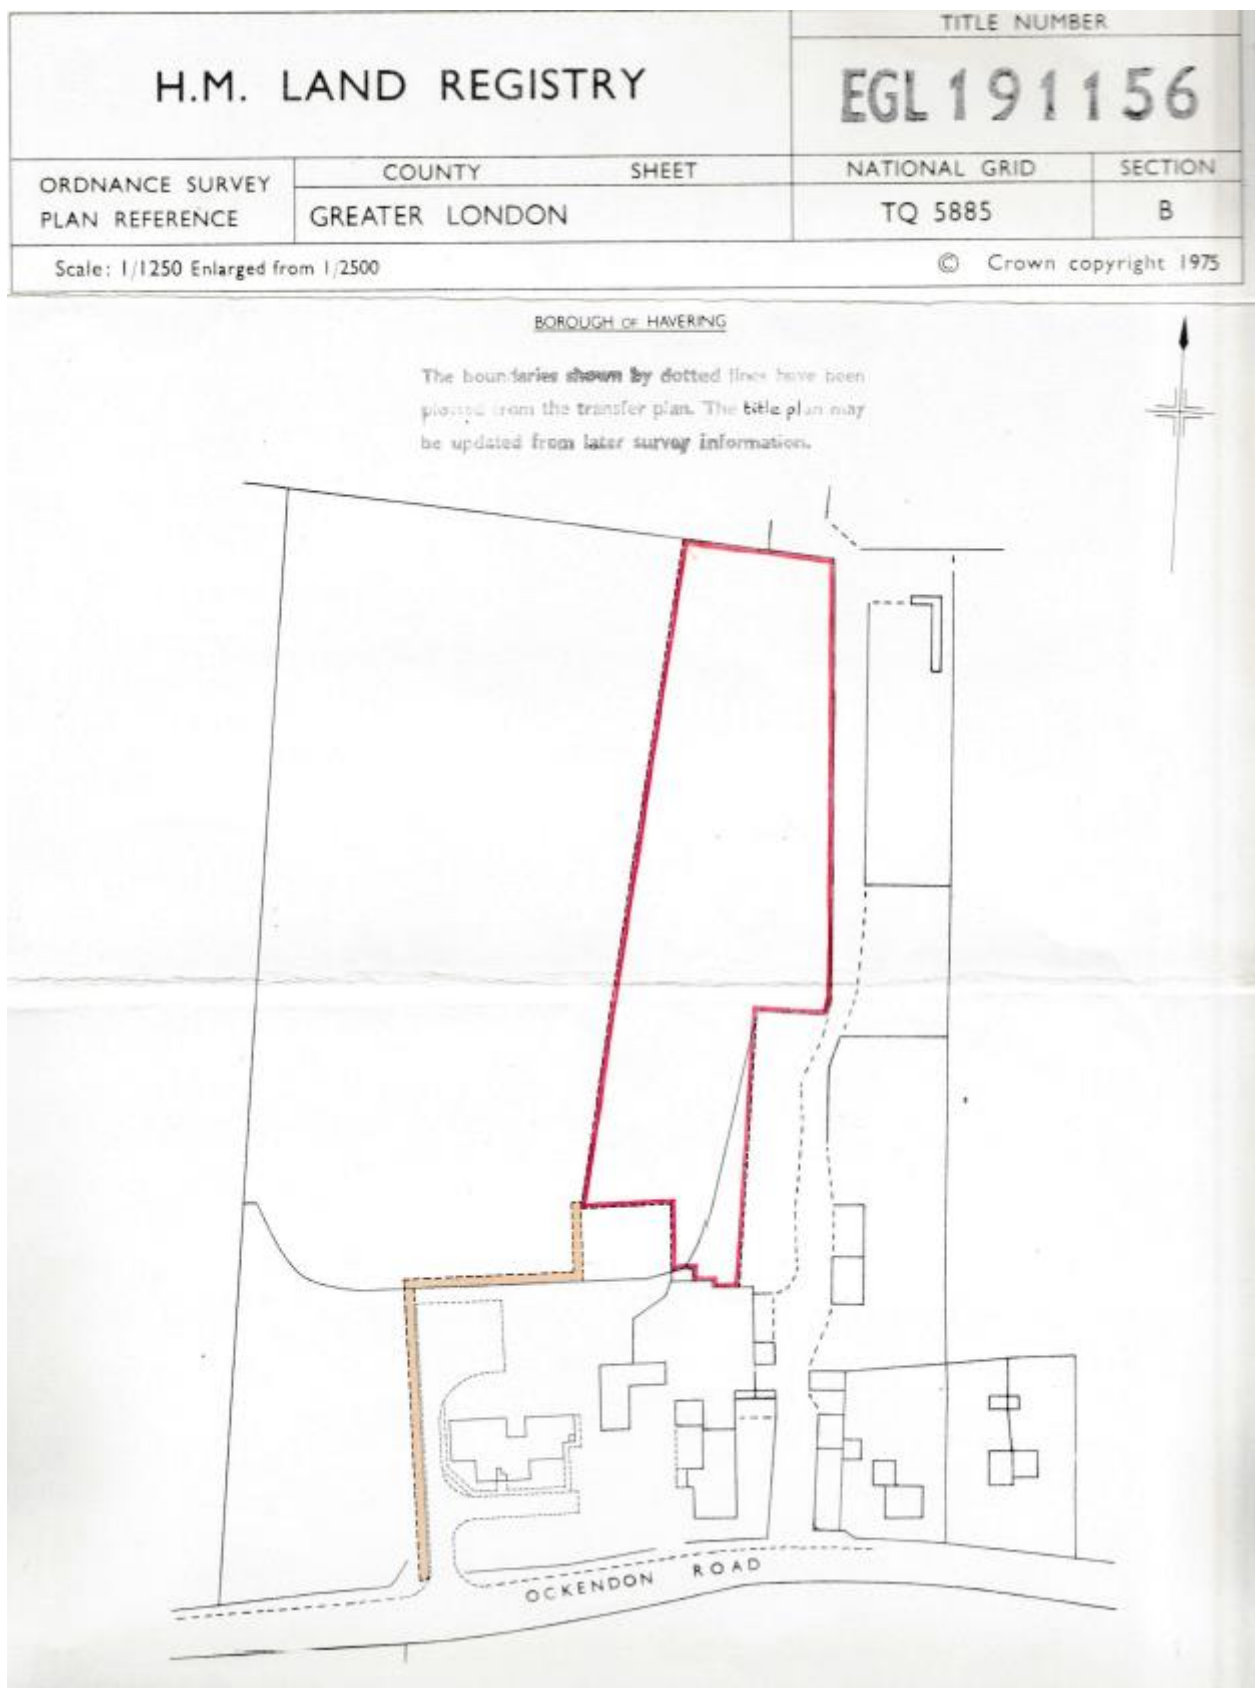 TITLE NUMBER
H.M. LAND REGISTRY
EGL 191156
ORDNANCE SURVEY
PLAN REFERENCE
COUNTY SHEET
GREATER LONDON
NATIONAL GRID
TQ 5885
SECTION
B
Scale: 1/1250 Enlarged from 1/2500
© Crown copyright 1975
BOROUGH OF HAVERING
The boundaries shown by dotted lines have been
plotted from the transfer plan. The title plan may
be updated from later survey information.
OCKENDON ROAD